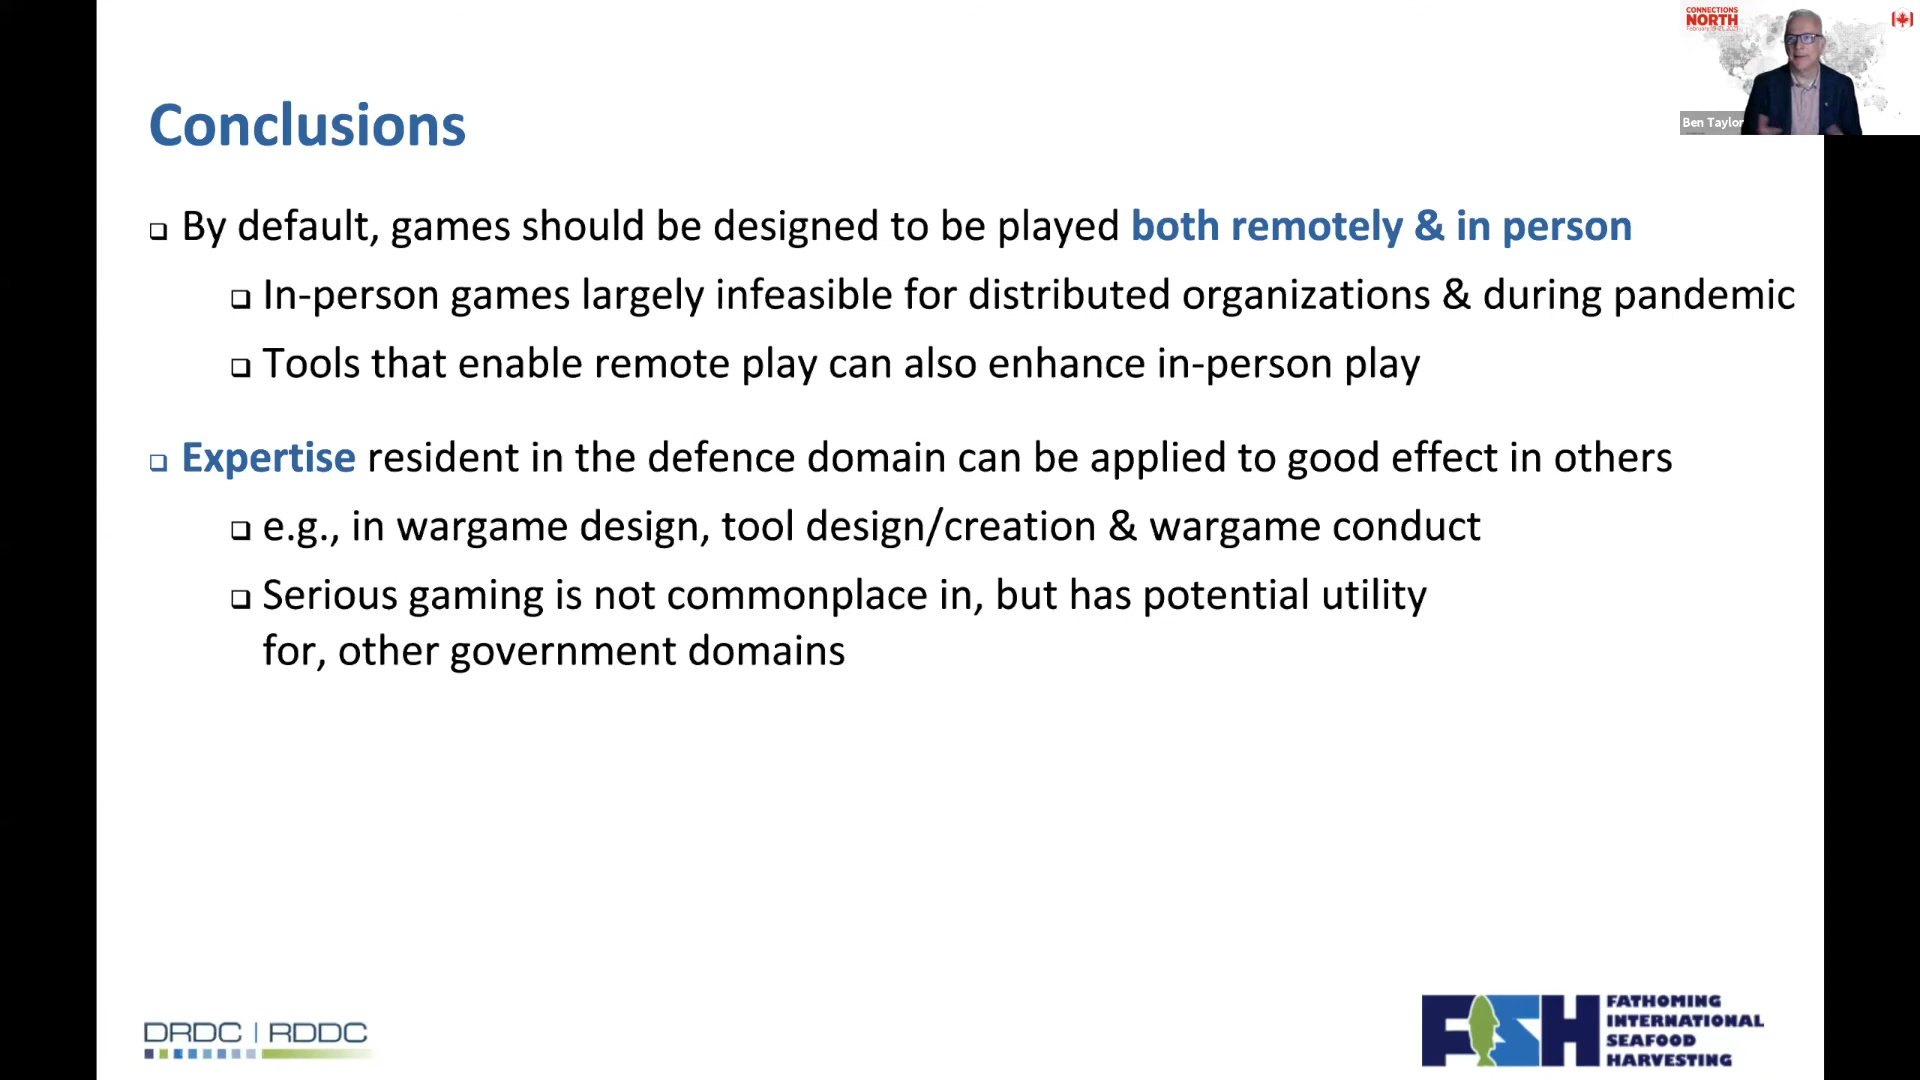 CONNECTIONS
NORTH
Ben Taylor
Conclusions
By default, games should be designed to be played both remotely & in person
In-person games largely infeasible for distributed organizations & during pandemic
Tools that enable remote play can also enhance in-person play
Expertise resident in the defence domain can be applied to good effect in others
e.g., in wargame design, tool design/creation & wargame conduct
Serious gaming is not commonplace in, but has potential utility
for, other government domains
DRDC | RDDC
FISH
FATHOMING
INTERNATIONAL
SEAFOOD
HARVESTING